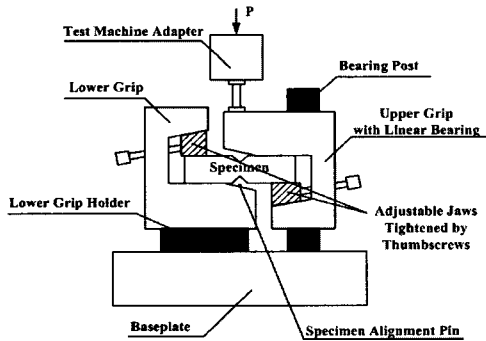 P
Test Machine Adapter
Bearing Post
Lower Grip
Upper Grip
with Linear Bearing
Specimen
Lower Grip Holder
Adjustable Jaws
Tightened by
Thumbscrews
Baseplate
Specimen Alignment Pin